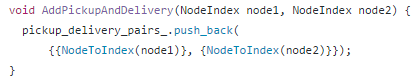 void AddPickupAndDelivery(NodeIndex node1, NodeIndex node2) {
  pickup_delivery_pairs_.push_back(
      {{NodeToIndex(node1)}, {NodeToIndex(node2)}});
}